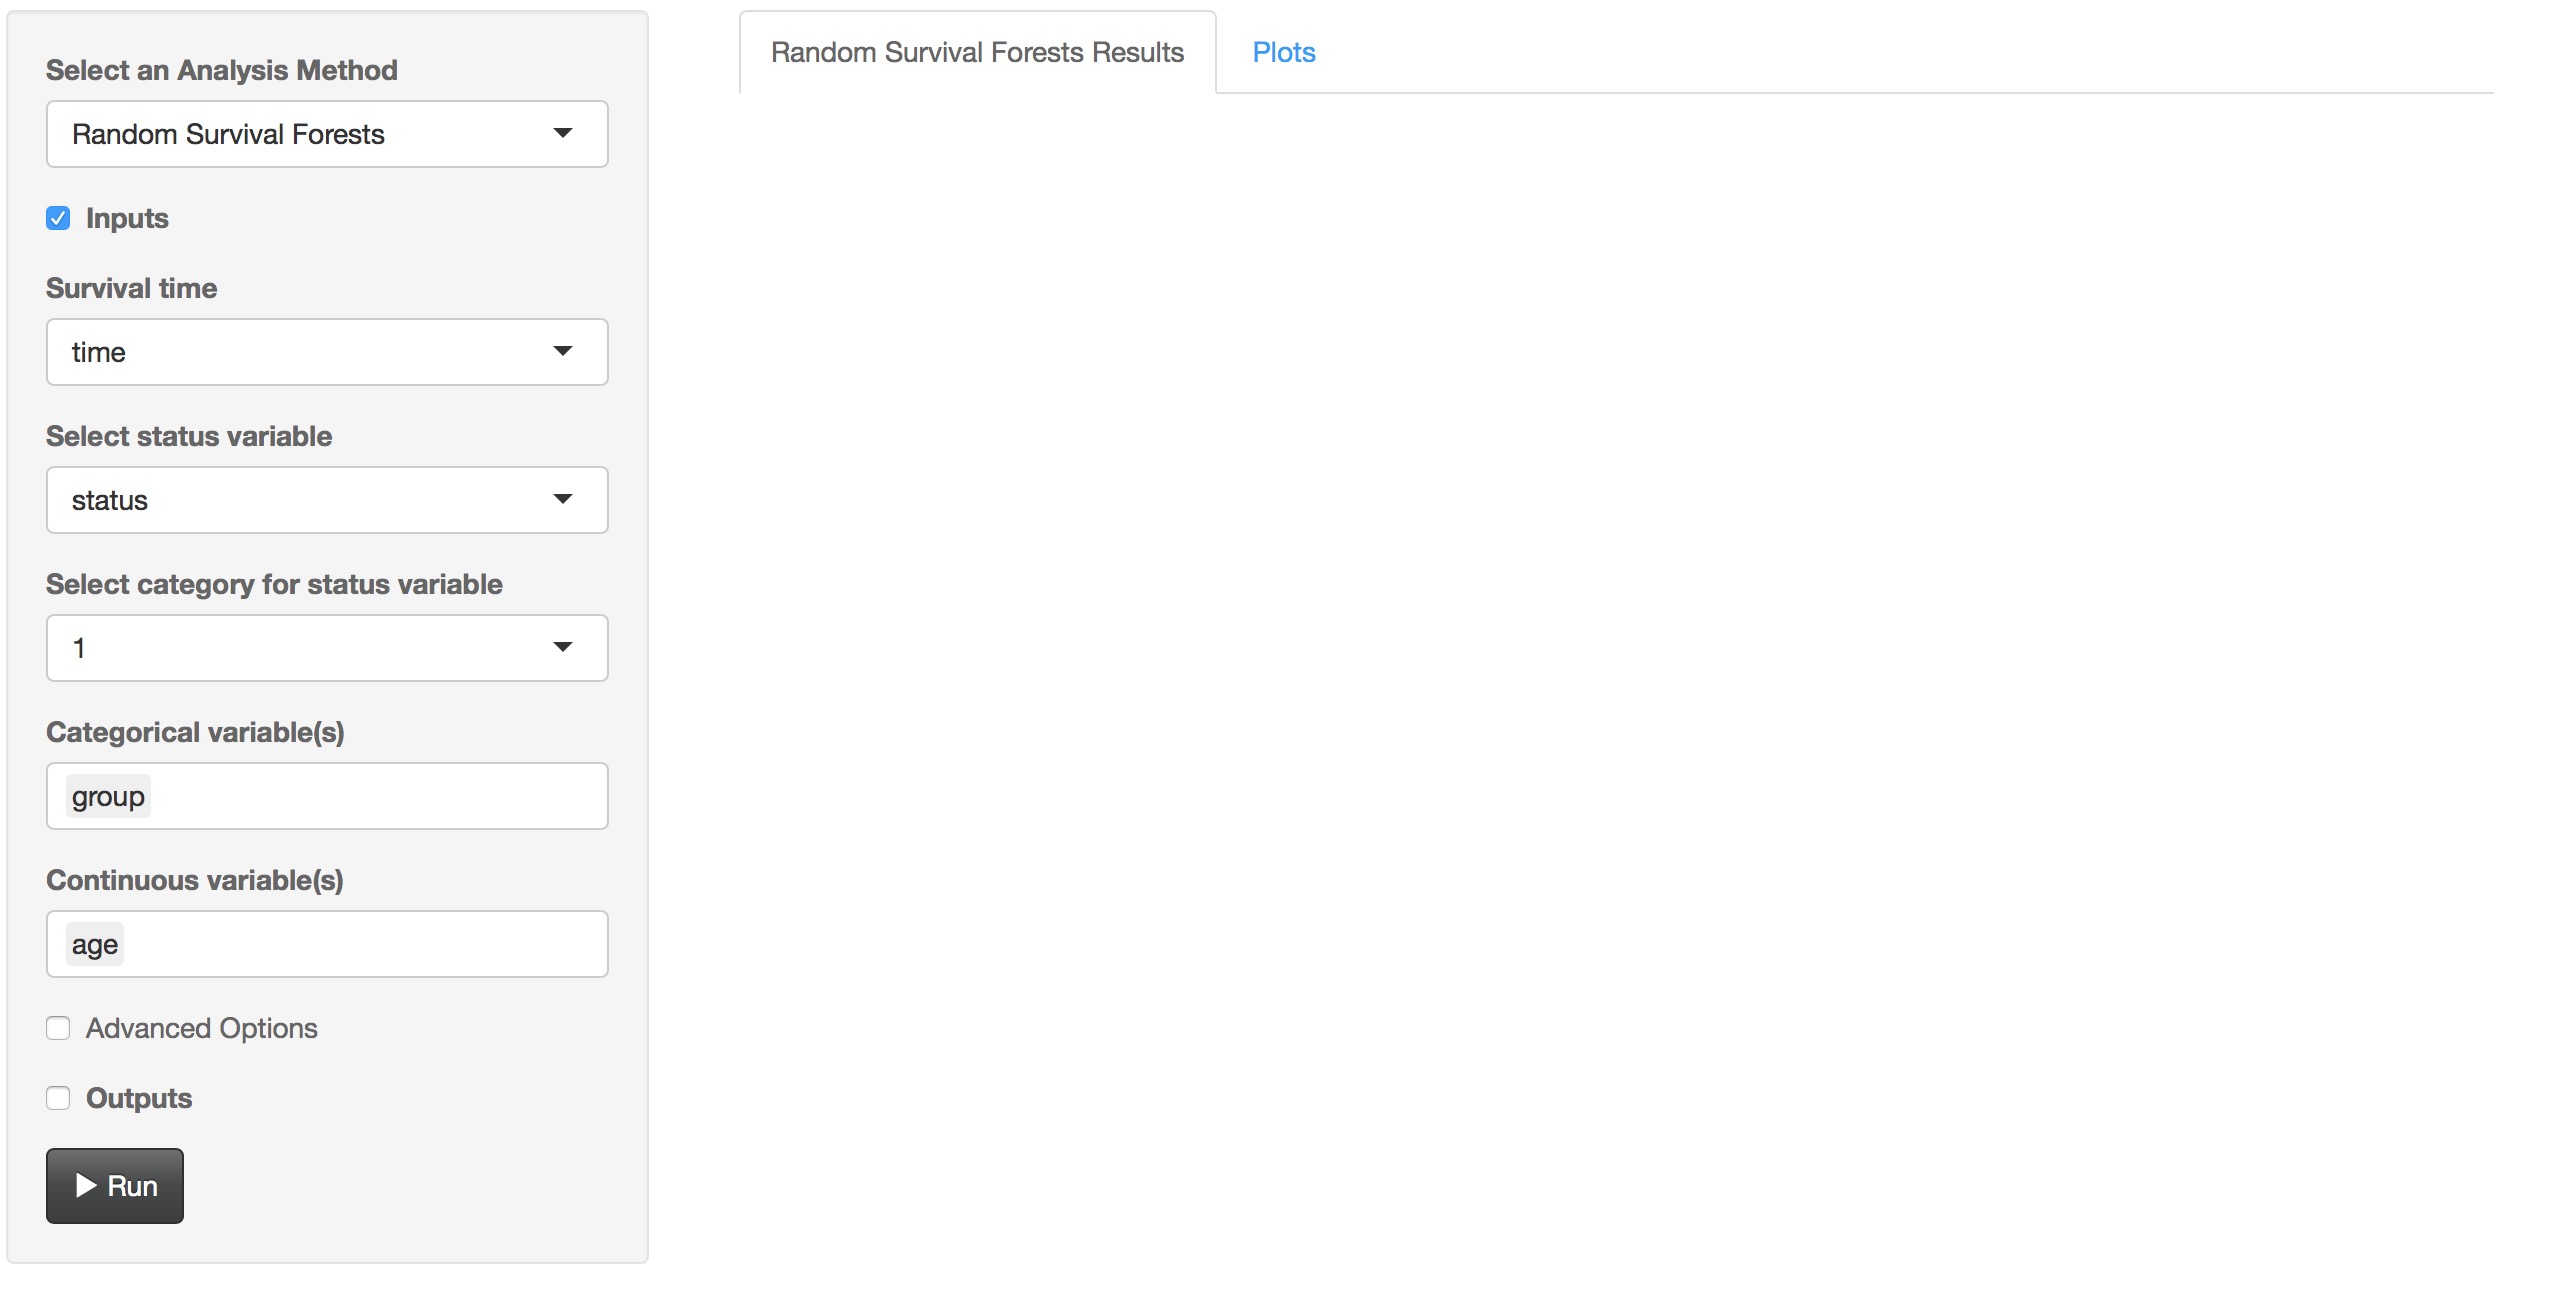 Select an Analysis Method
Random Survival Forests
Inputs
Survival time
time
Select status variable
status
Select category for status variable
1
Categorical variable(s)
group
Continuous variable(s)
age
Advanced Options
Outputs
Run
Random Survival Forests Results
Plots